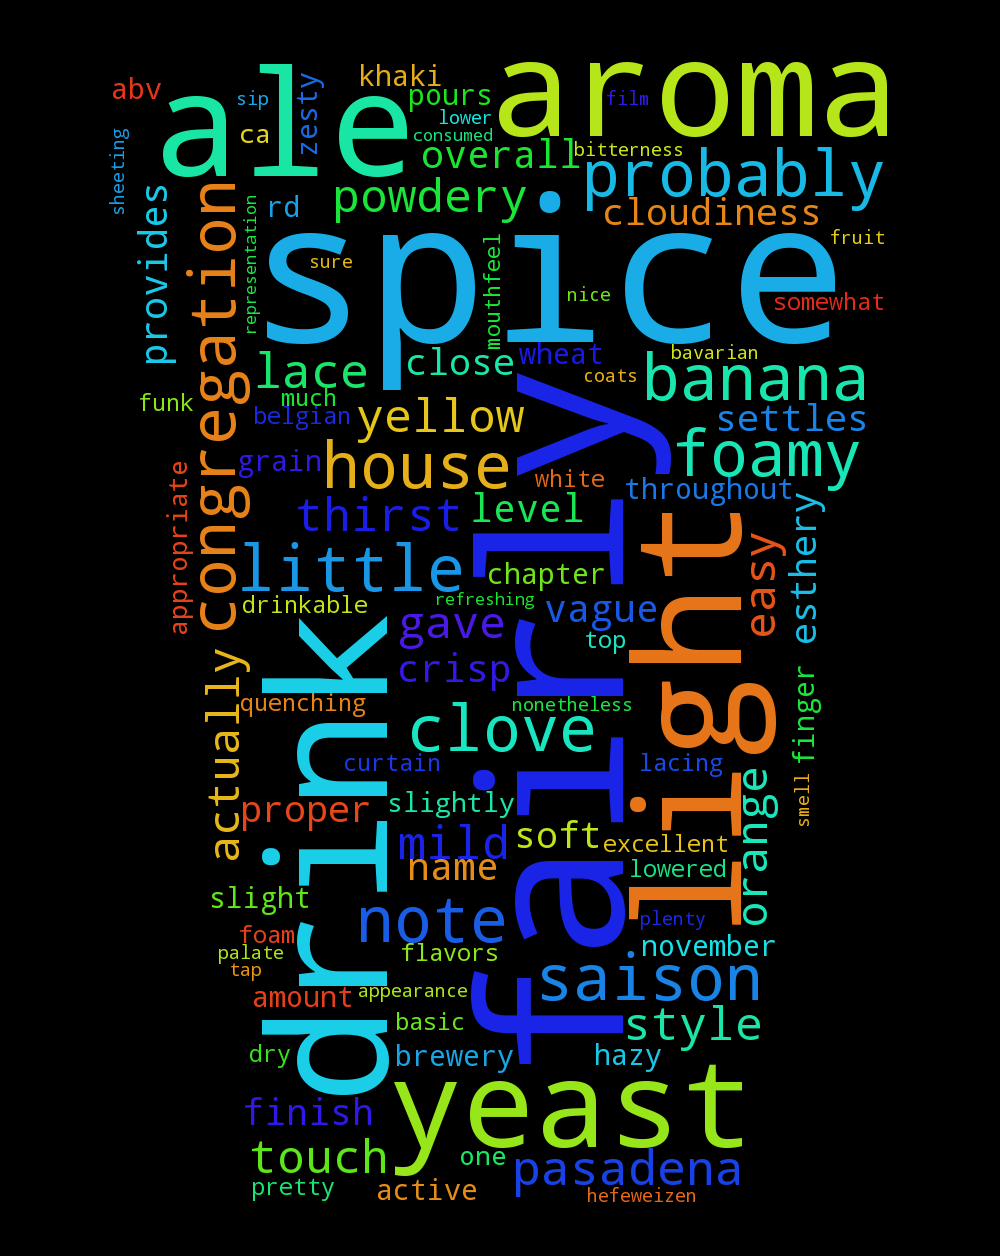 aroma
ale
khaki
abv
pours
sip
film
zesty
lower
ca
consumed
sheeting
overall
bitterness
probably
powdery
provides
congregation
rd
representation
cloudiness
spice
fruit
sure
mouthfeel
nice
somewhat
lace
close
wheat
bavarian
banana
coats
funk
much
belgian
yellow
settles
grain
house
foamy
white
fairly
throughout
appropriate
thirst
level
light
easy
esthery
little
chapter
drinkable
refreshing
gave
vague
drink
top
actually
crisp
quenching
nonetheless
clove
finger
curtain
lacing
orange
smell
proper
slightly
mild
soft
excellent
name
lowered
slight
note
plenty
foam
palate
flavors
november
tap
saison
amount
appearance
basic
style
dry
brewery
hazy
yeast
finish
touch
one
pasadena
pretty
active
hefeweizen